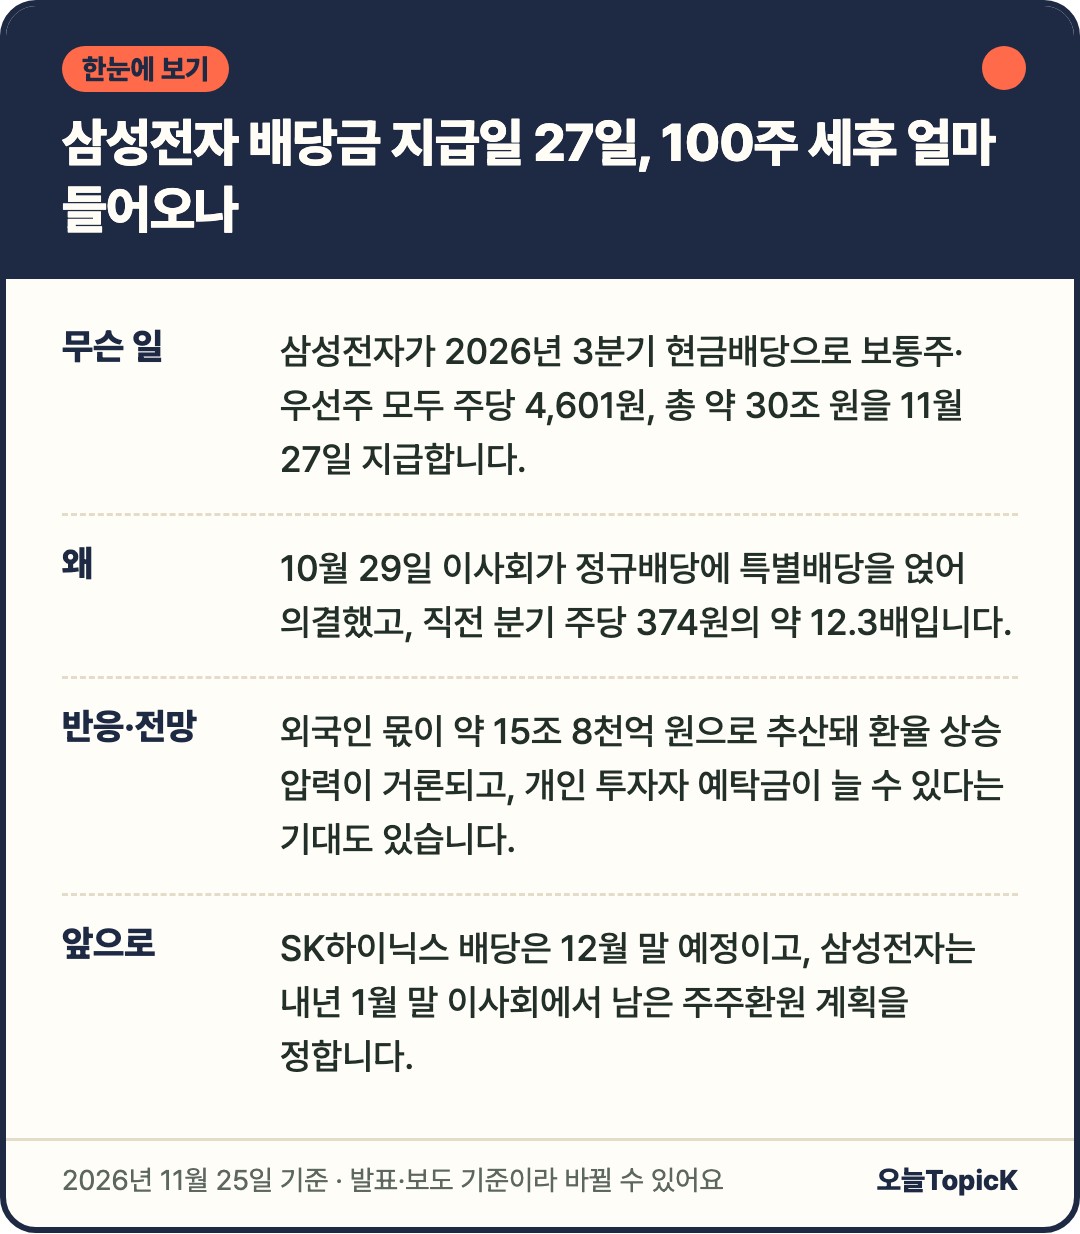 한눈에 보기
삼성전자 배당금 지급일 27일, 100주 세후 얼마
들어오나
무슨 일
삼성전자가 2026년 3분기 현금배당으로 보통주·
우선주 모두 주당 4,601원, 총 약 30조 원을 11월
27일 지급합니다.
왜
10월 29일 이사회가 정규배당에 특별배당을 얹어
의결했고, 직전 분기 주당 374원의 약 12.3배입니다.
반응·전망
외국인 몫이 약 15조 8천억 원으로 추산돼 환율 상승
압력이 거론되고, 개인 투자자 예탁금이 늘 수 있다는
기대도 있습니다.
앞으로
SK하이닉스 배당은 12월 말 예정이고, 삼성전자는
내년 1월 말 이사회에서 남은 주주환원 계획을
정합니다.
2026년 11월 25일 기준 · 발표·보도 기준이라 바뀔 수 있어요
오늘TopicK